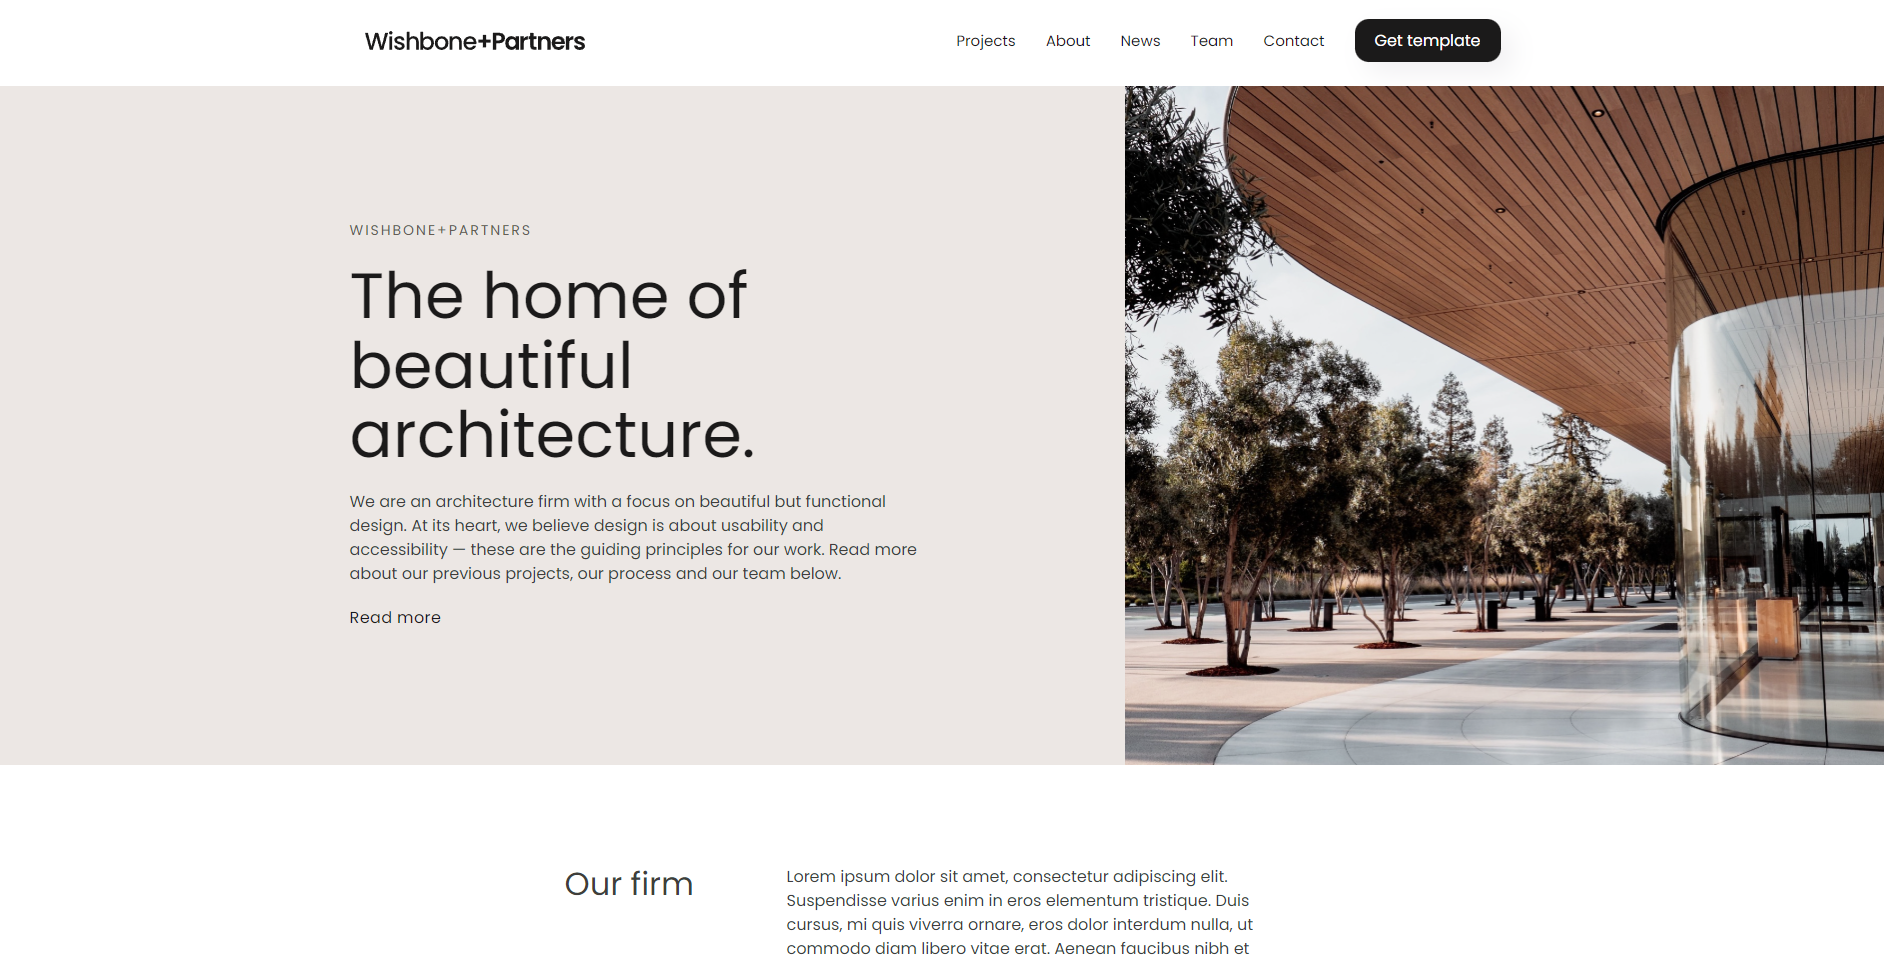 Wishbone+Partners
Projects
About
News
Team
Contact
Get template
WISHBONE+PARTNERS
The home of
beautiful
architecture.
We are an architecture firm with a focus on beautiful but functional
design. At its heart, we believe design is about usability and
accessibility — these are the guiding principles for our work. Read more
about our previous projects, our process and our team below.
Read more
Our firm
Lorem ipsum dolor sit amet, consectetur adipiscing elit.
Suspendisse varius enim in eros elementum tristique. Duis
cursus, mi quis viverra ornare, eros dolor interdum nulla, ut
commodo diam libero vitae erat. Aenean faucibus nibh et